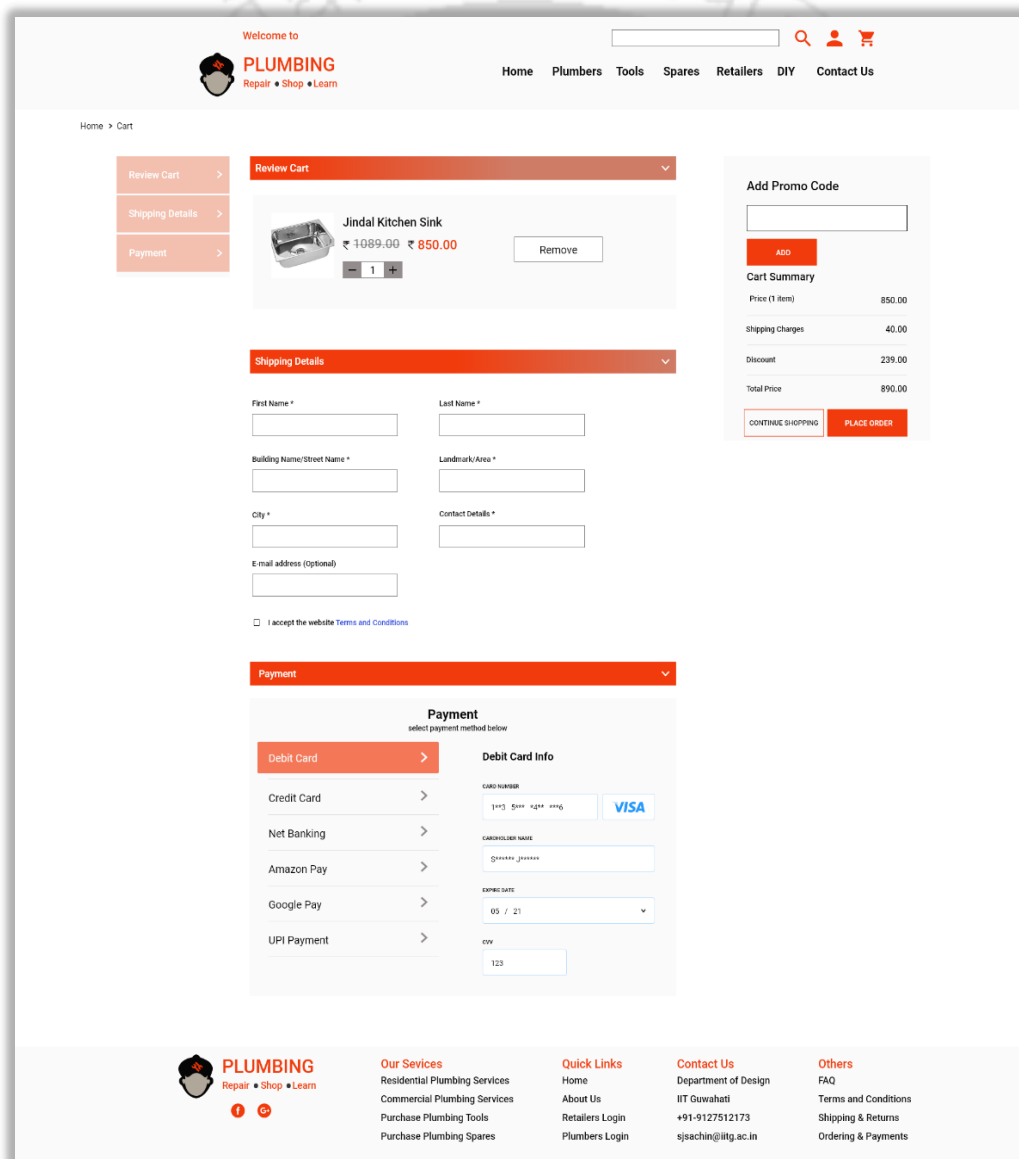 Welcome to
PLUMBING
Repair ● Shop ● Learn
Home Plumbers Tools Spares Retailers DIY Contact Us
Home > Cart
Review Cart
Shipping Details
Payment
Review Cart
Jindal Kitchen Sink
₹ 1089.00 ₹ 850.00
− 1 +
Remove
Add Promo Code
ADD
Cart Summary
Price (1 item) 850.00
Shipping Charges 40.00
Discount 239.00
Total Price 890.00
CONTINUE SHOPPING PLACE ORDER
Shipping Details
First Name * Last Name *
Building Name/Street Name * Landmark/Area *
City * Contact Details *
E-mail address (Optional)
I accept the website Terms and Conditions
Payment
Payment
select payment method below
Debit Card
Credit Card
Net Banking
Amazon Pay
Google Pay
UPI Payment
Debit Card Info
CARD NUMBER
1**3 5*** *4** ***6 VISA
CARDHOLDER NAME
S****** J******
EXPIRE DATE
05 / 21
CVV
123
PLUMBING
Repair ● Shop ● Learn
f G+
Our Sevices
Residential Plumbing Services
Commercial Plumbing Services
Purchase Plumbing Tools
Purchase Plumbing Spares
Quick Links
Home
About Us
Retailers Login
Plumbers Login
Contact Us
Department of Design
IIT Guwahati
+91-9127512173
sjsachin@iitg.ac.in
Others
FAQ
Terms and Conditions
Shipping & Returns
Ordering & Payments